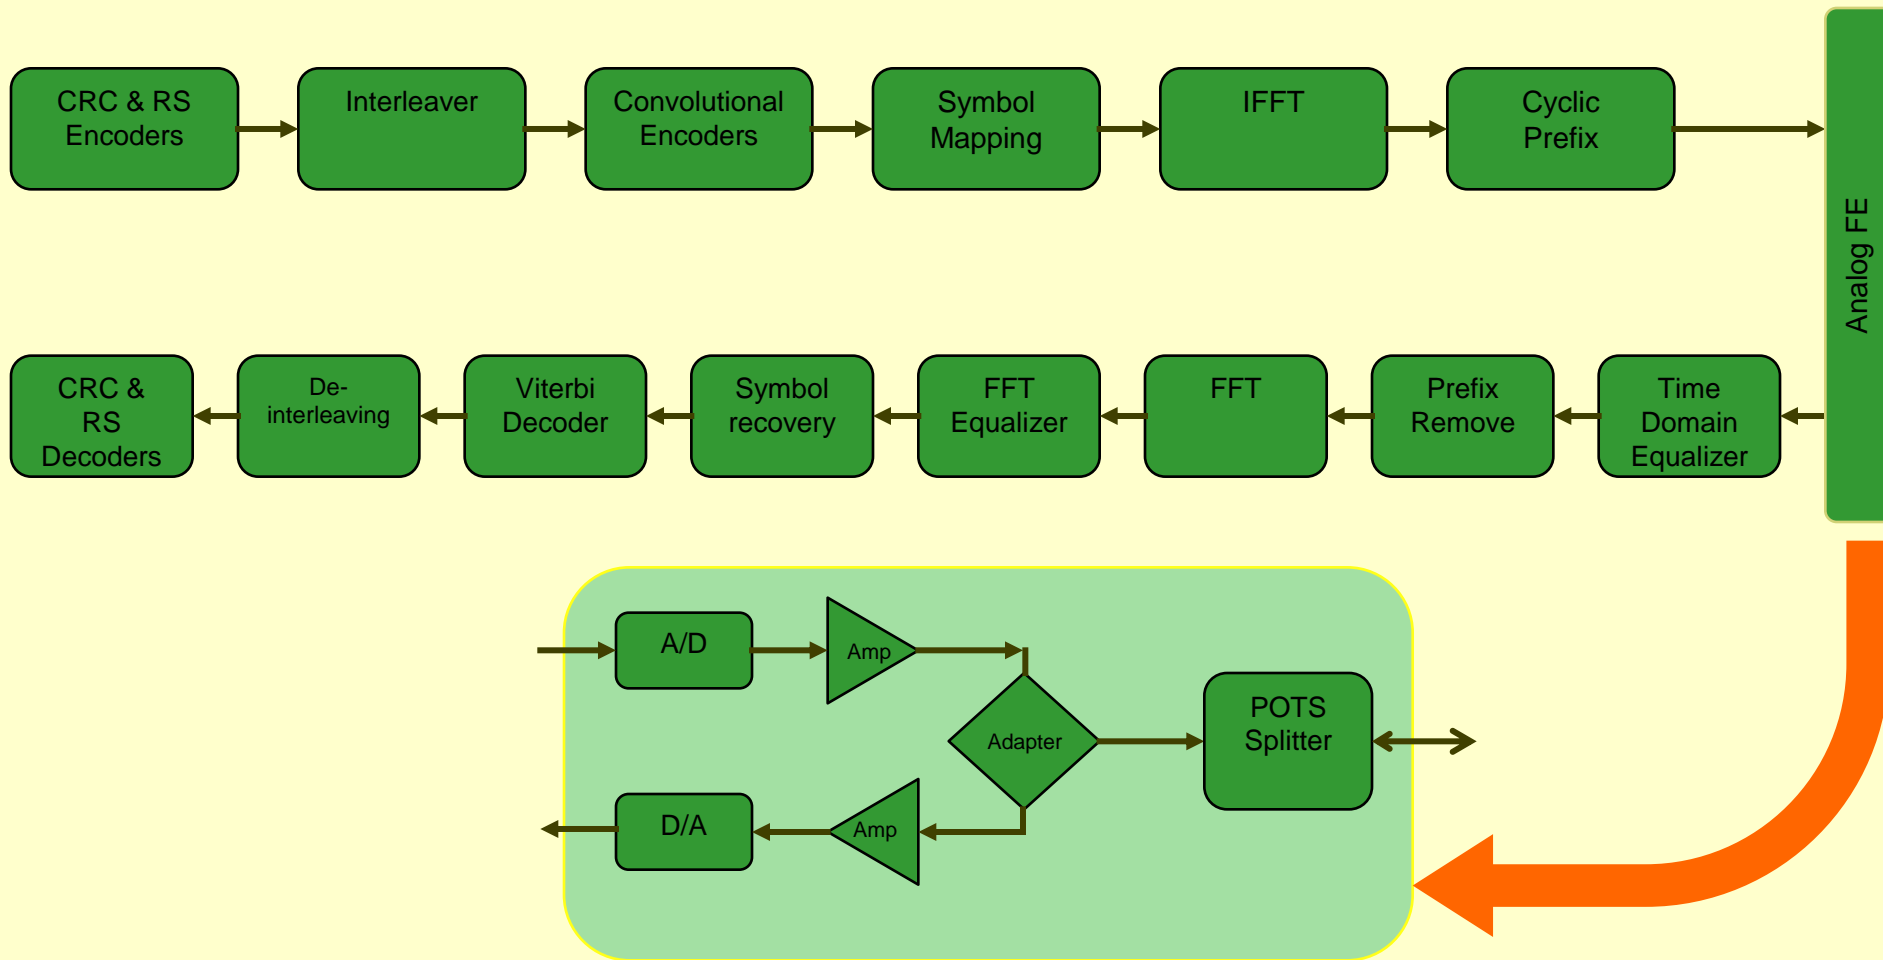 CRC & RS
Encoders
Interleaver
Convolutional
Encoders
Symbol
Mapping
IFFT
Cyclic
Prefix
Analog FE
CRC &
RS
Decoders
De-
interleaving
Viterbi
Decoder
Symbol
recovery
FFT
Equalizer
FFT
Prefix
Remove
Time
Domain
Equalizer
A/D
Amp
Adapter
POTS
Splitter
D/A
Amp